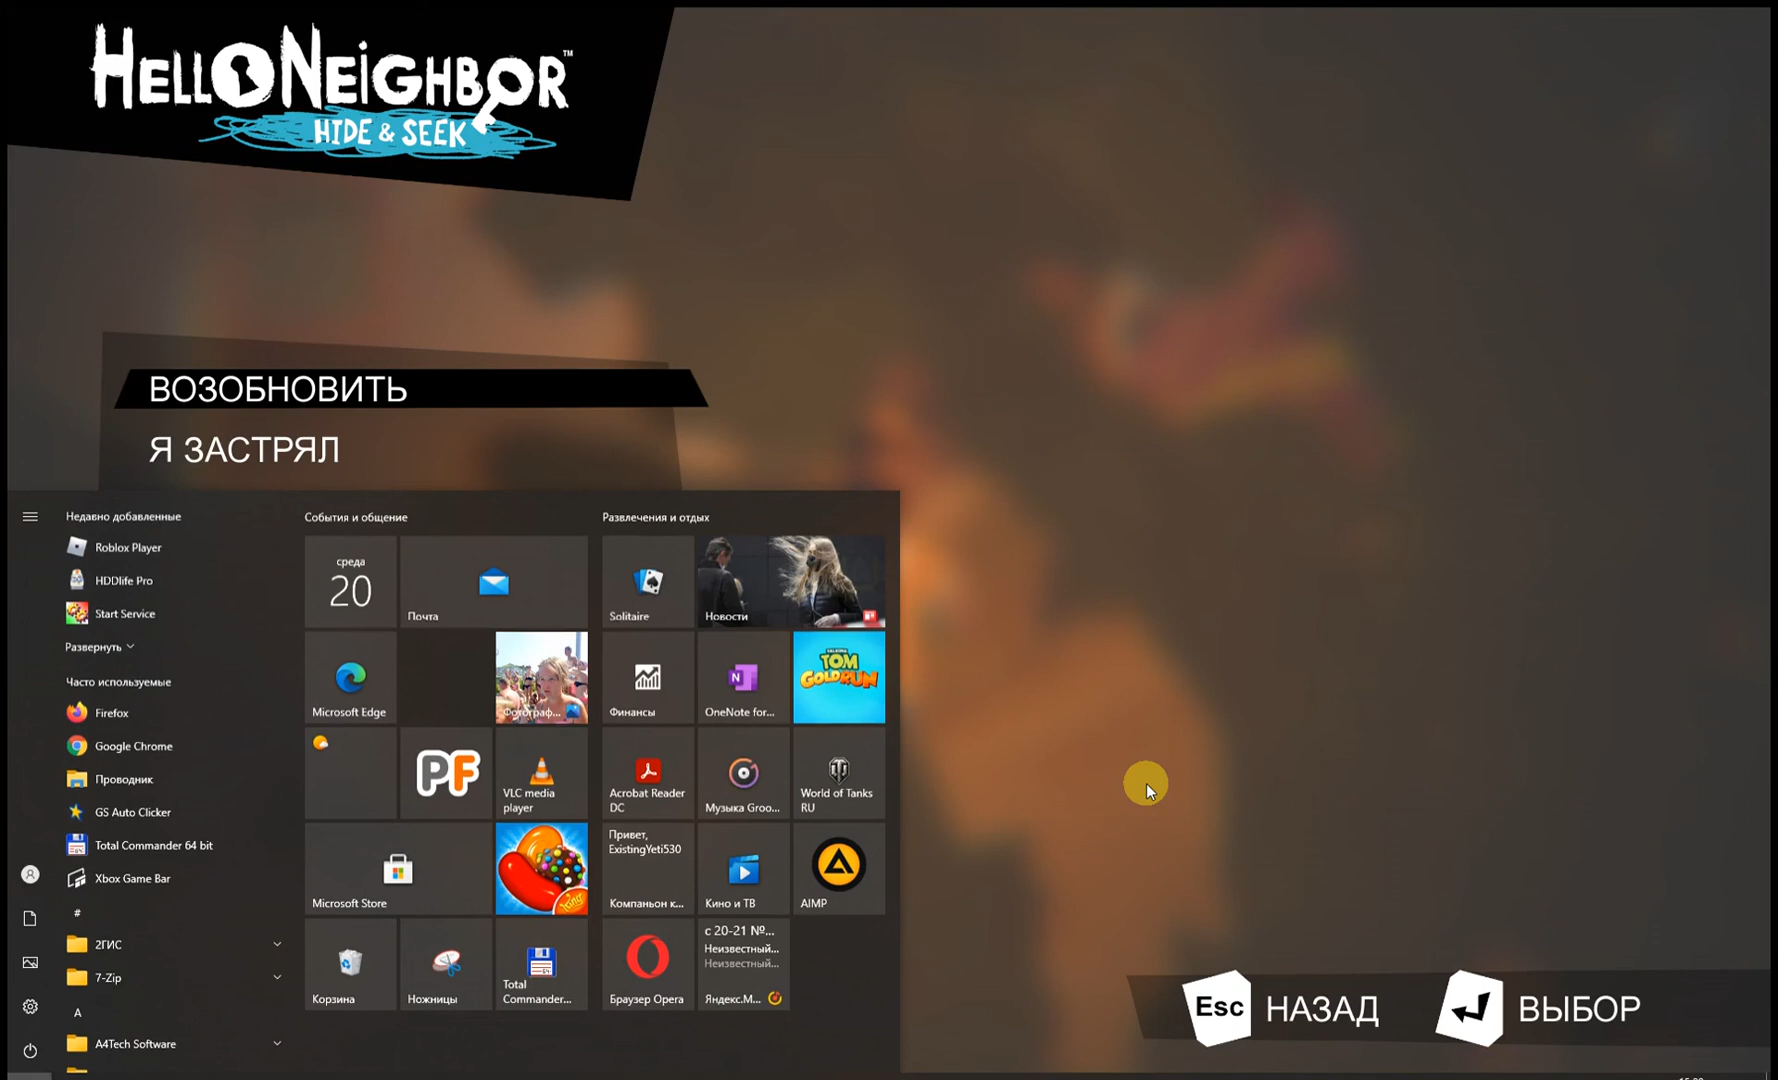 HELLO NEIGHBOR™
HIDE & SEEK
ВОЗОБНОВИТЬ
Я ЗАСТРЯЛ
Недавно добавленные
Roblox Player
HDDlife Pro
Start Service
Развернуть
Часто используемые
Firefox
Google Chrome
Проводник
GS Auto Clicker
Total Commander 64 bit
Xbox Game Bar
#
2ГИС
7-Zip
A
A4Tech Software
События и общение
среда
20
Почта
Microsoft Edge
Фотограф...
PF
VLC media
player
Microsoft Store
King
Корзина
Ножницы
Total
Commander...
Развлечения и отдых
Solitaire
Новости
Финансы
OneNote for...
TALKING
TOM
GOLD RUN
Acrobat Reader
DC
Музыка Groo...
World of Tanks
RU
Привет,
ExistingYeti530
Компаньон к...
Кино и ТВ
AIMP
Браузер Opera
с 20-21 №...
Неизвестный...
Неизвестный...
Яндекс.М...
Esc НАЗАД
ВЫБОР